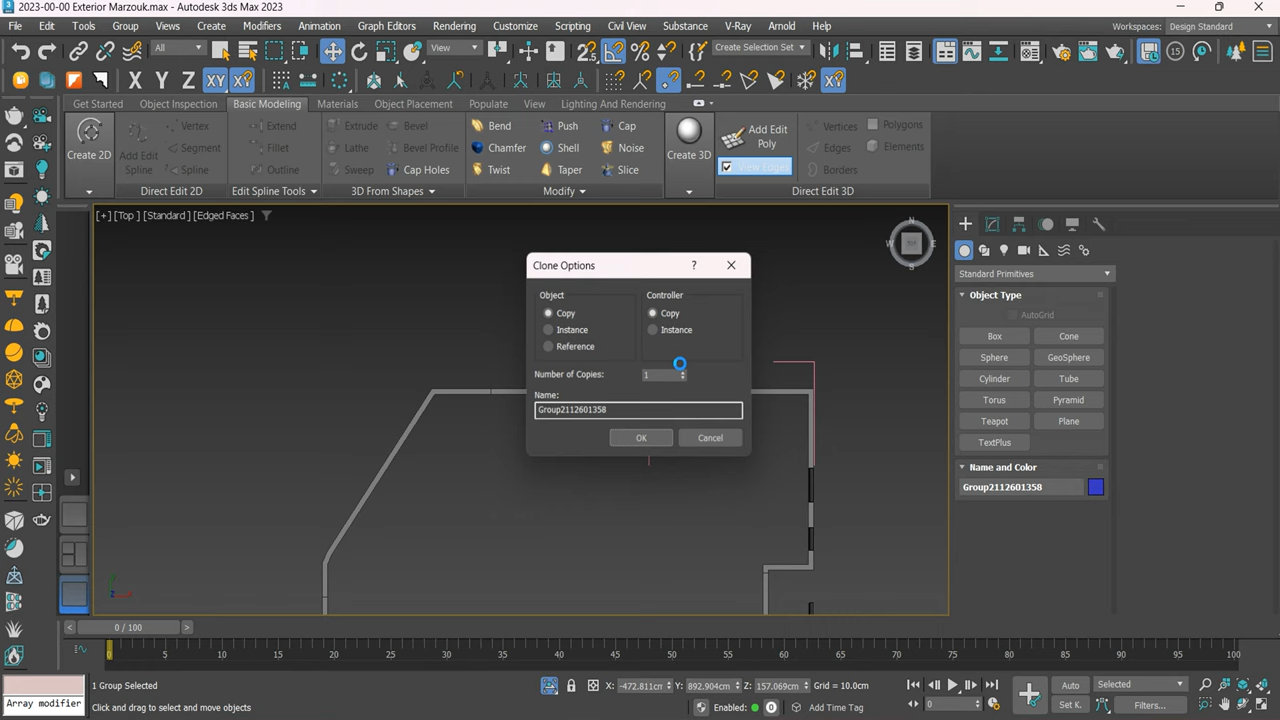 2023-00-00 Exterior Marzouk.max - Autodesk 3ds Max 2023
File Edit Tools Group Views Create Modifiers Animation Graph Editors Rendering Customize Scripting Civil View Substance V-Ray Arnold Help
Workspaces: Design Standard
All View Create Selection Set 15
X Y Z XY
Get Started Object Inspection Basic Modeling Materials Object Placement Populate View Lighting And Rendering
Create 2D
Add Edit Spline
Vertex
Segment
Spline
Direct Edit 2D
Extend
Fillet
Outline
Edit Spline Tools
Extrude Bevel
Lathe Bevel Profile
Sweep Cap Holes
3D From Shapes
Bend Push Cap
Chamfer Shell Noise
Twist Taper Slice
Modify
Create 3D
Add Edit Poly
View Edges
Vertices Polygons
Edges Elements
Borders
Direct Edit 3D
[+] [Top ] [Standard ] [Edged Faces ]
N
W TOP E
S
Clone Options ?
Object
Copy
Instance
Reference
Controller
Copy
Instance
Number of Copies: 1
Name:
Group2112601358
OK Cancel
Standard Primitives
Object Type
AutoGrid
Box Cone
Sphere GeoSphere
Cylinder Tube
Torus Pyramid
Teapot Plane
TextPlus
Name and Color
Group2112601358
0 / 100
0 5 10 15 20 25 30 35 40 45 50 55 60 65 70 75 80 85 90 95 100
1 Group Selected
X: -472.811cm Y: 892.904cm Z: 157.069cm Grid = 10.0cm
Auto Selected
Array modifier
Click and drag to select and move objects
Enabled: 0 Add Time Tag
0
Set K. Filters...